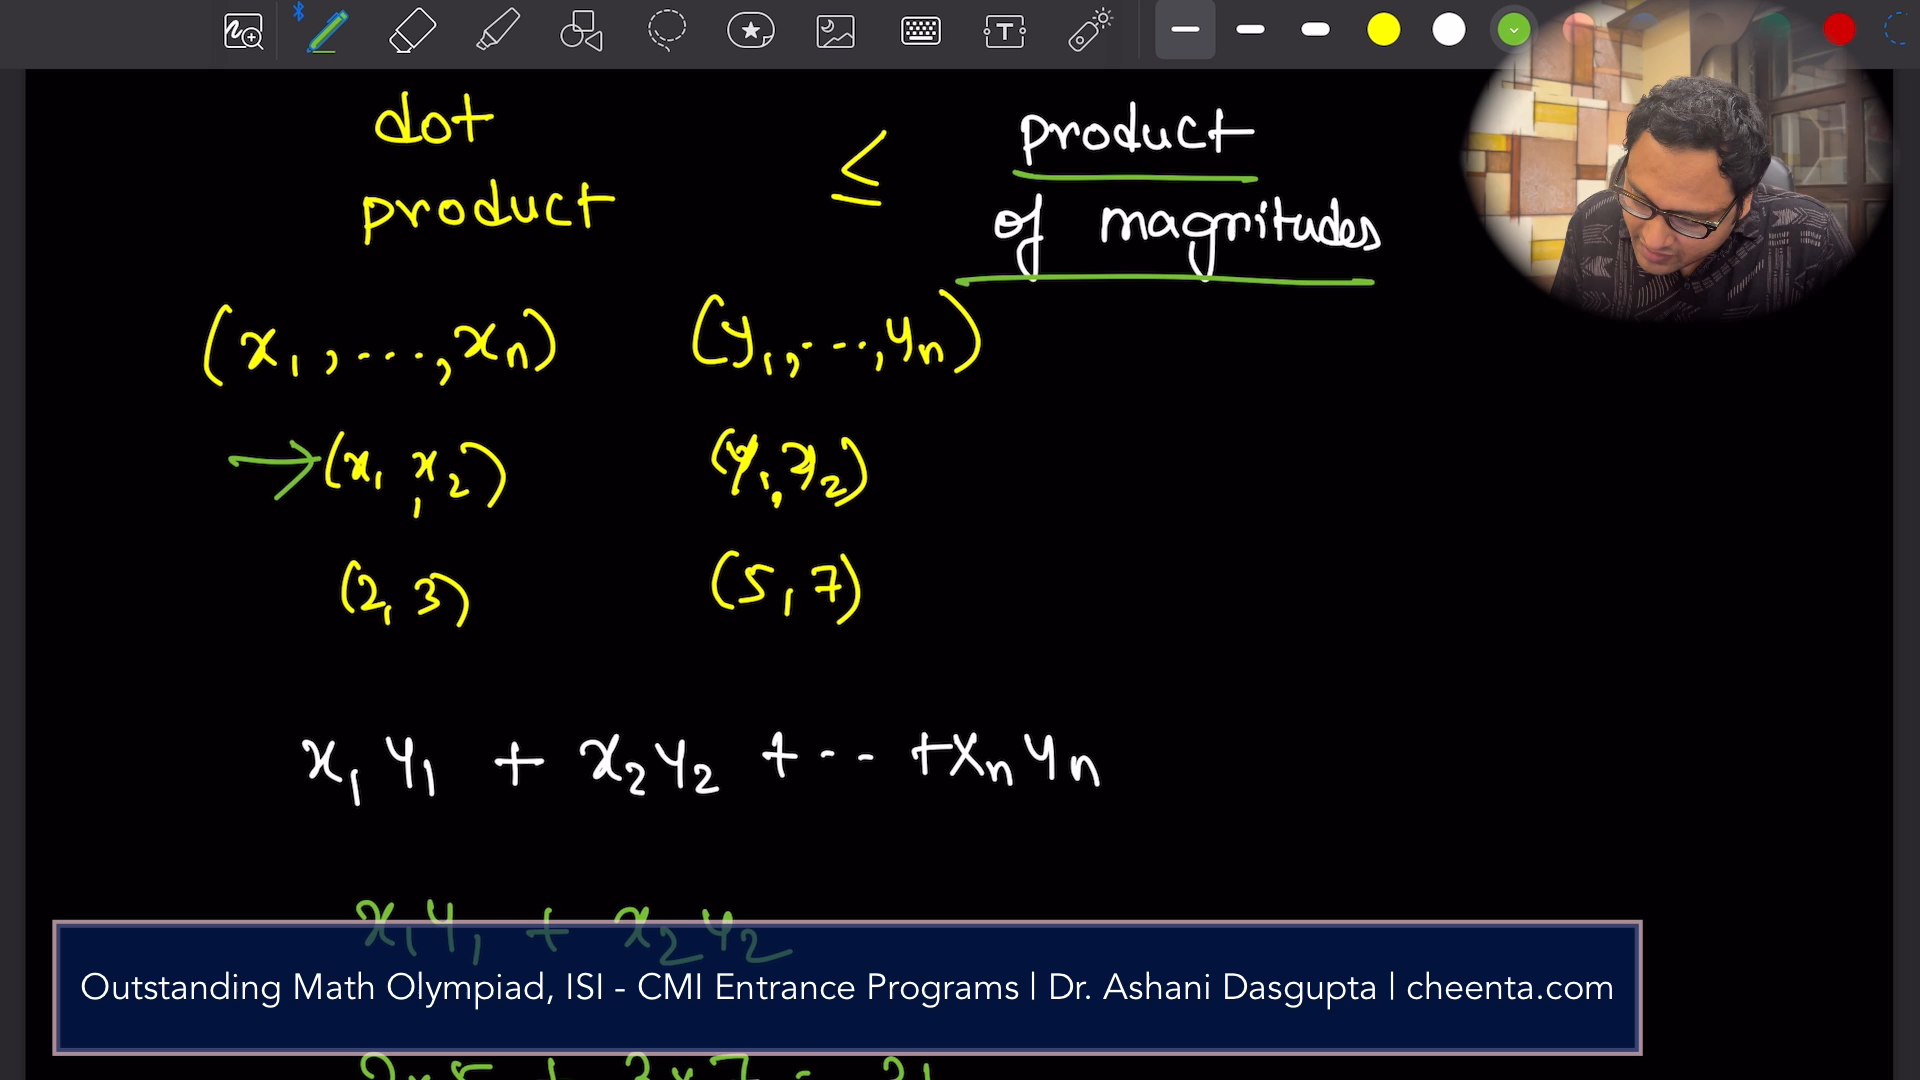 dot product ≤ product of magnitudes
(x₁, ..., xₙ) (y₁, ..., yₙ)
→ (x₁, x₂) (y₁, y₂)
(2, 3) (5, 7)
x₁y₁ + x₂y₂ + -- + xₙyₙ
x₁y₁ + x₂y₂
Outstanding Math Olympiad, ISI - CMI Entrance Programs | Dr. Ashani Dasgupta | cheenta.com